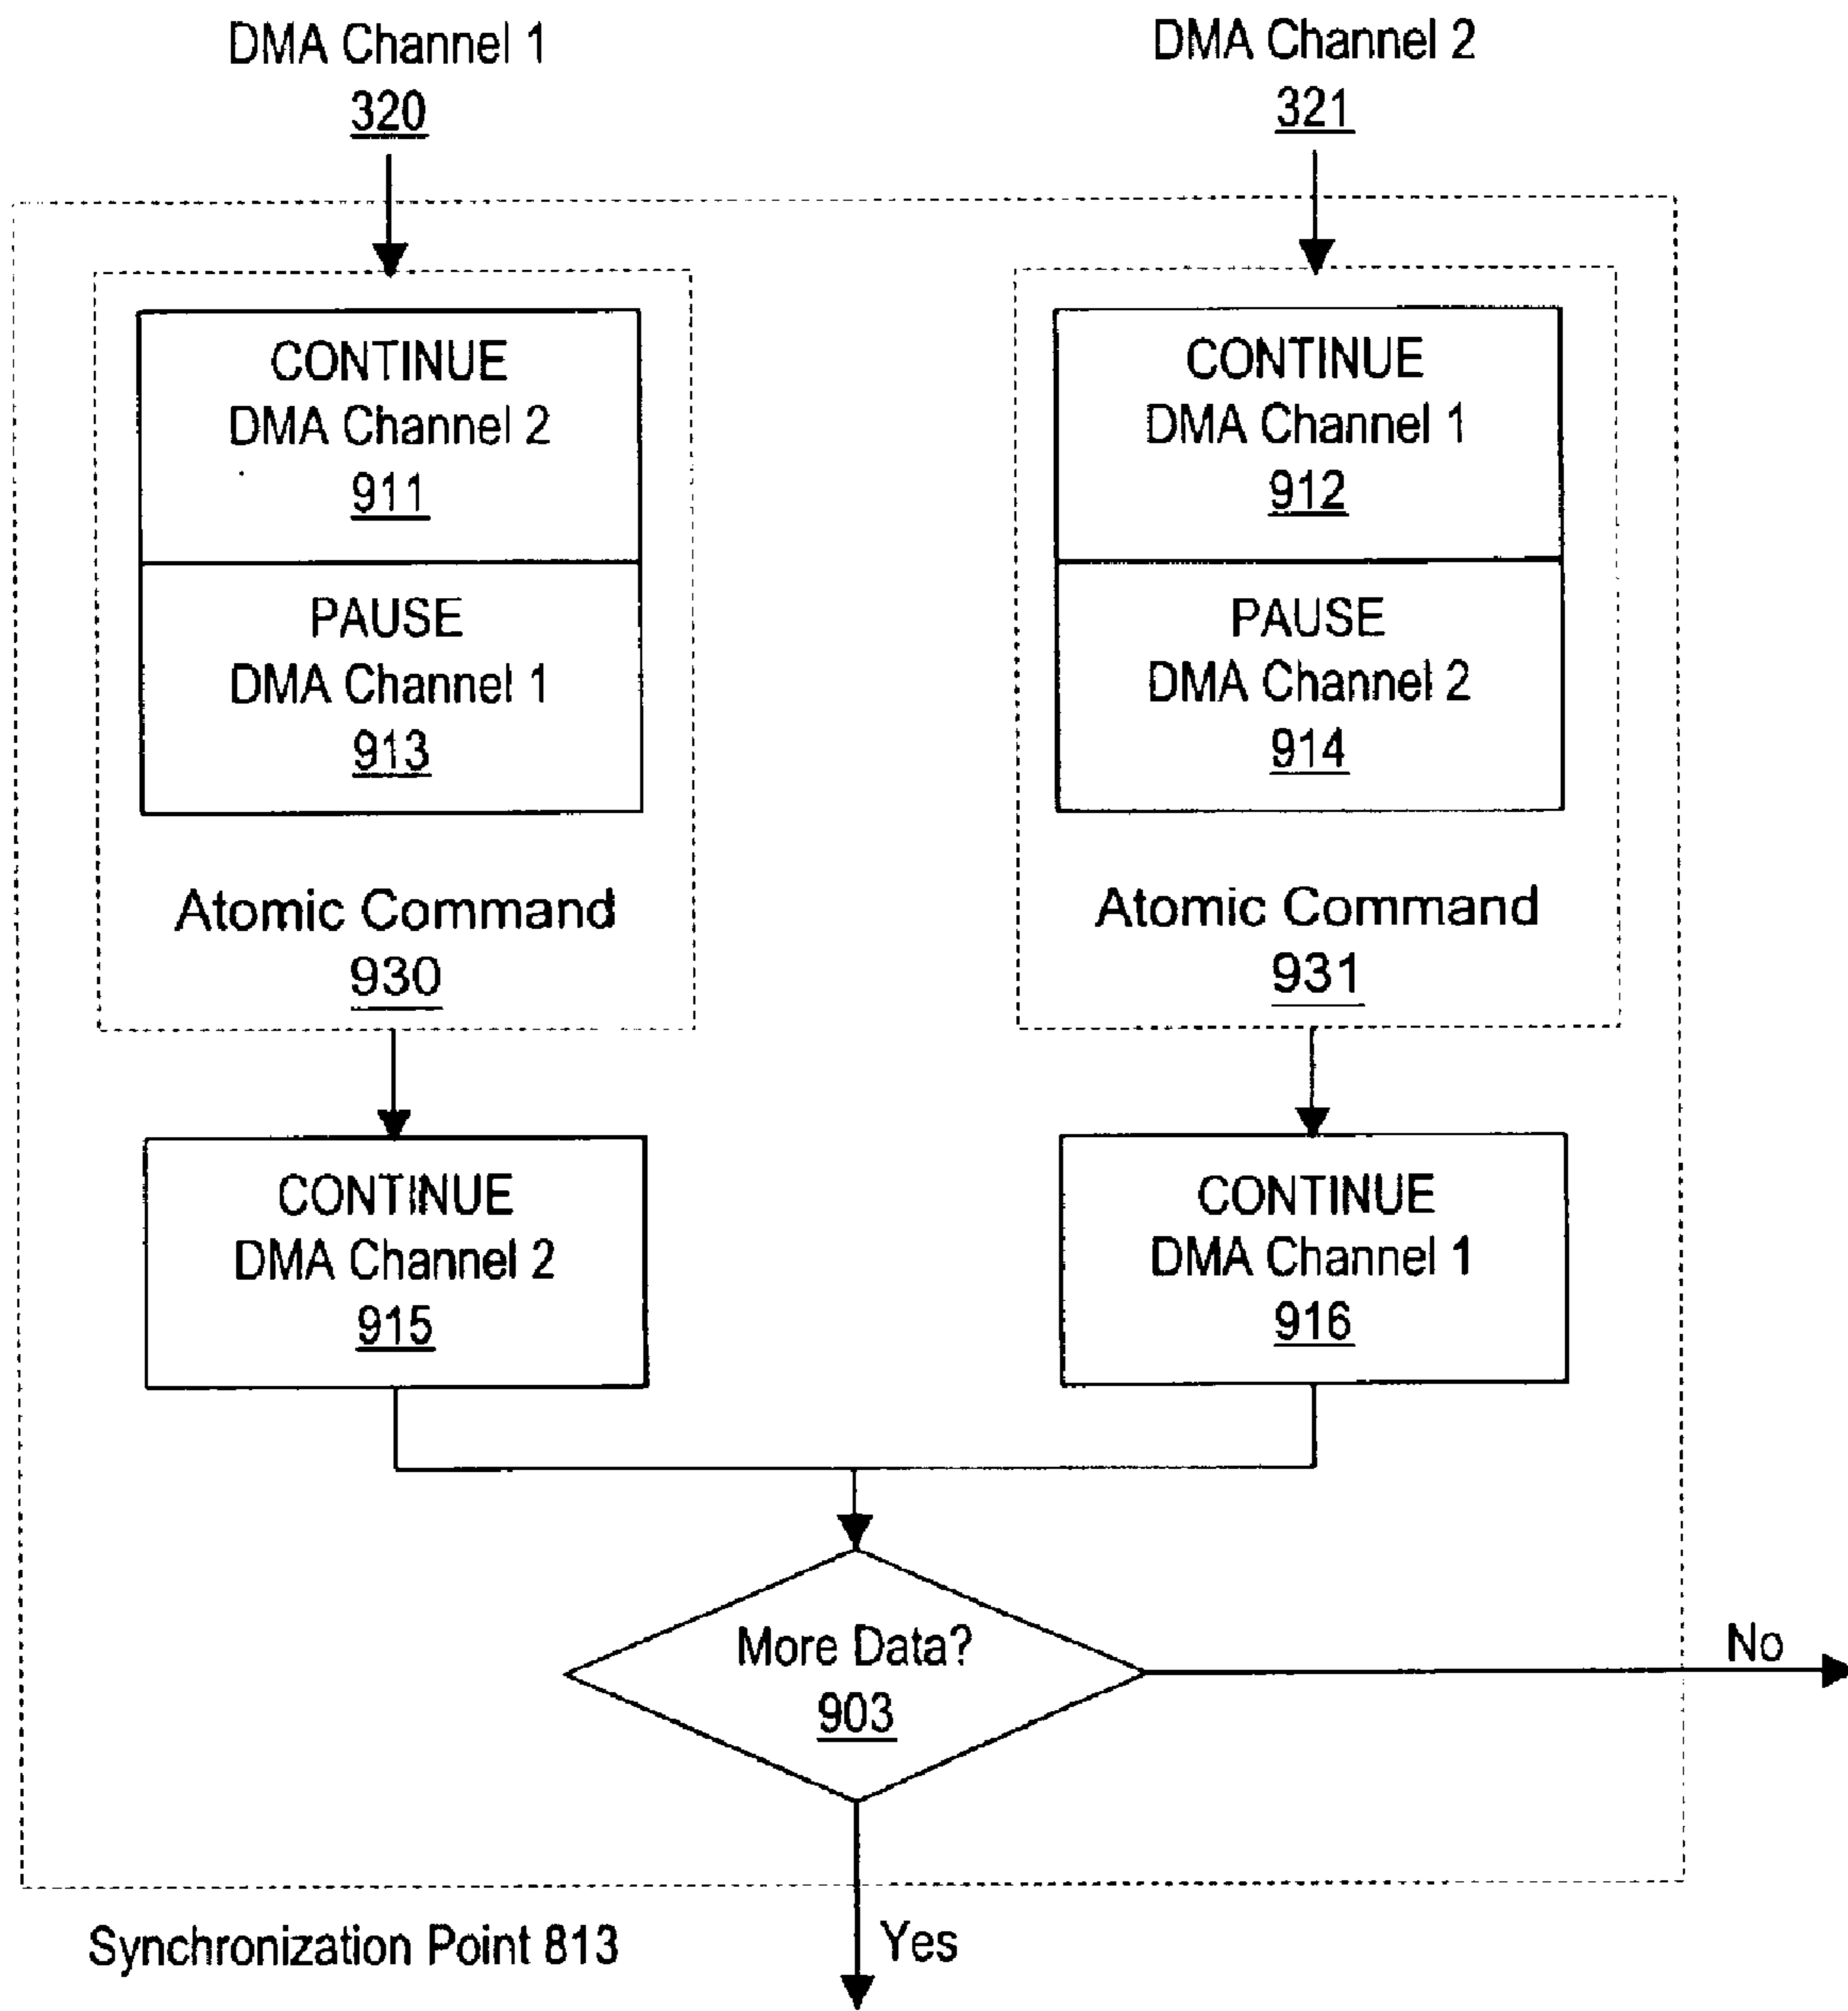 DMA Channel 1
320
DMA Channel 2
321
CONTINUE
DMA Channel 2
911
PAUSE
DMA Channel 1
913
Atomic Command
930
CONTINUE
DMA Channel 1
912
PAUSE
DMA Channel 2
914
Atomic Command
931
CONTINUE
DMA Channel 2
915
CONTINUE
DMA Channel 1
916
More Data?
903
No
Yes
Synchronization Point 813